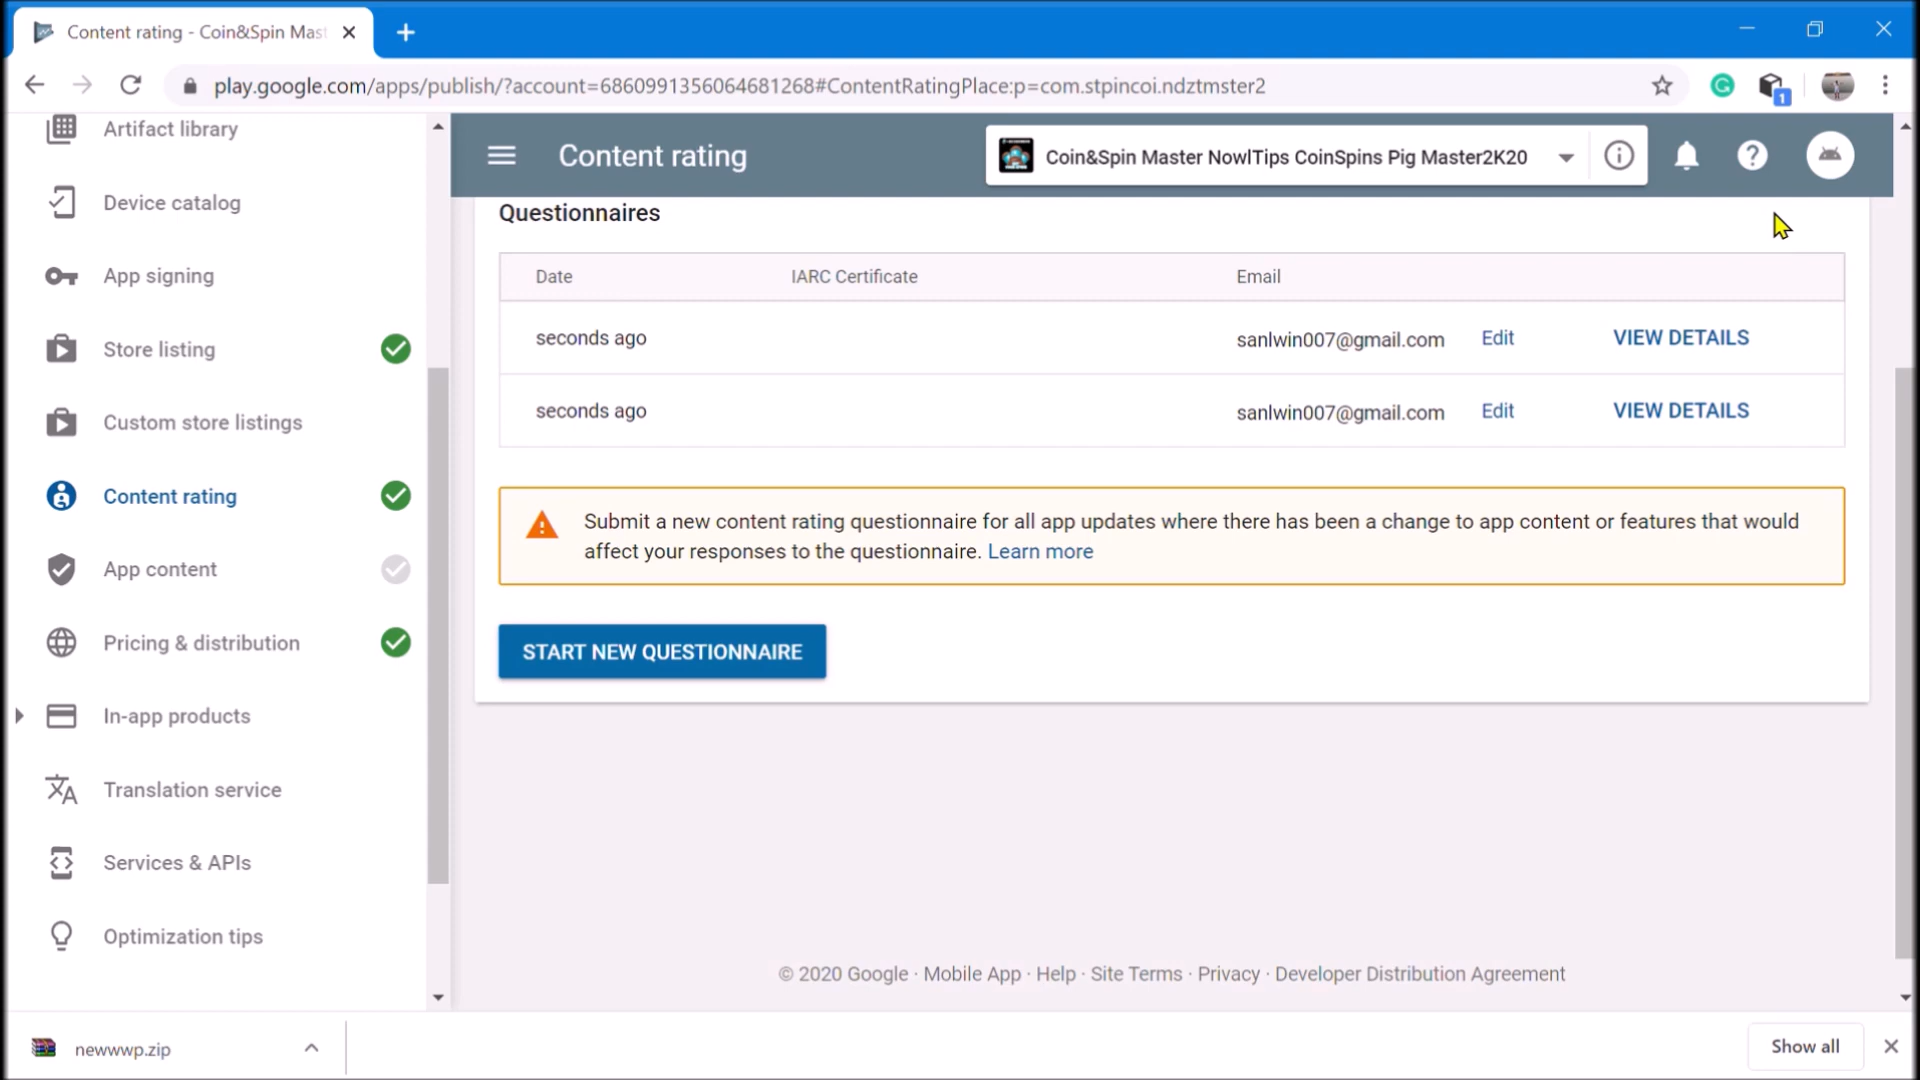 Content rating - Coin&Spin Mast
play.google.com/apps/publish/?account=6860991356064681268#ContentRatingPlace:p=com.stpincoi.ndztmster2
1
Artifact library
Device catalog
App signing
Store listing
Custom store listings
Content rating
App content
Pricing & distribution
In-app products
Translation service
Services & APIs
Optimization tips
Content rating
Coin&Spin Master NowlTips CoinSpins Pig Master2K20
Questionnaires
Date IARC Certificate Email
seconds ago sanlwin007@gmail.com Edit VIEW DETAILS
seconds ago sanlwin007@gmail.com Edit VIEW DETAILS
Submit a new content rating questionnaire for all app updates where there has been a change to app content or features that would
affect your responses to the questionnaire. Learn more
START NEW QUESTIONNAIRE
© 2020 Google · Mobile App · Help · Site Terms · Privacy · Developer Distribution Agreement
newwwp.zip
Show all